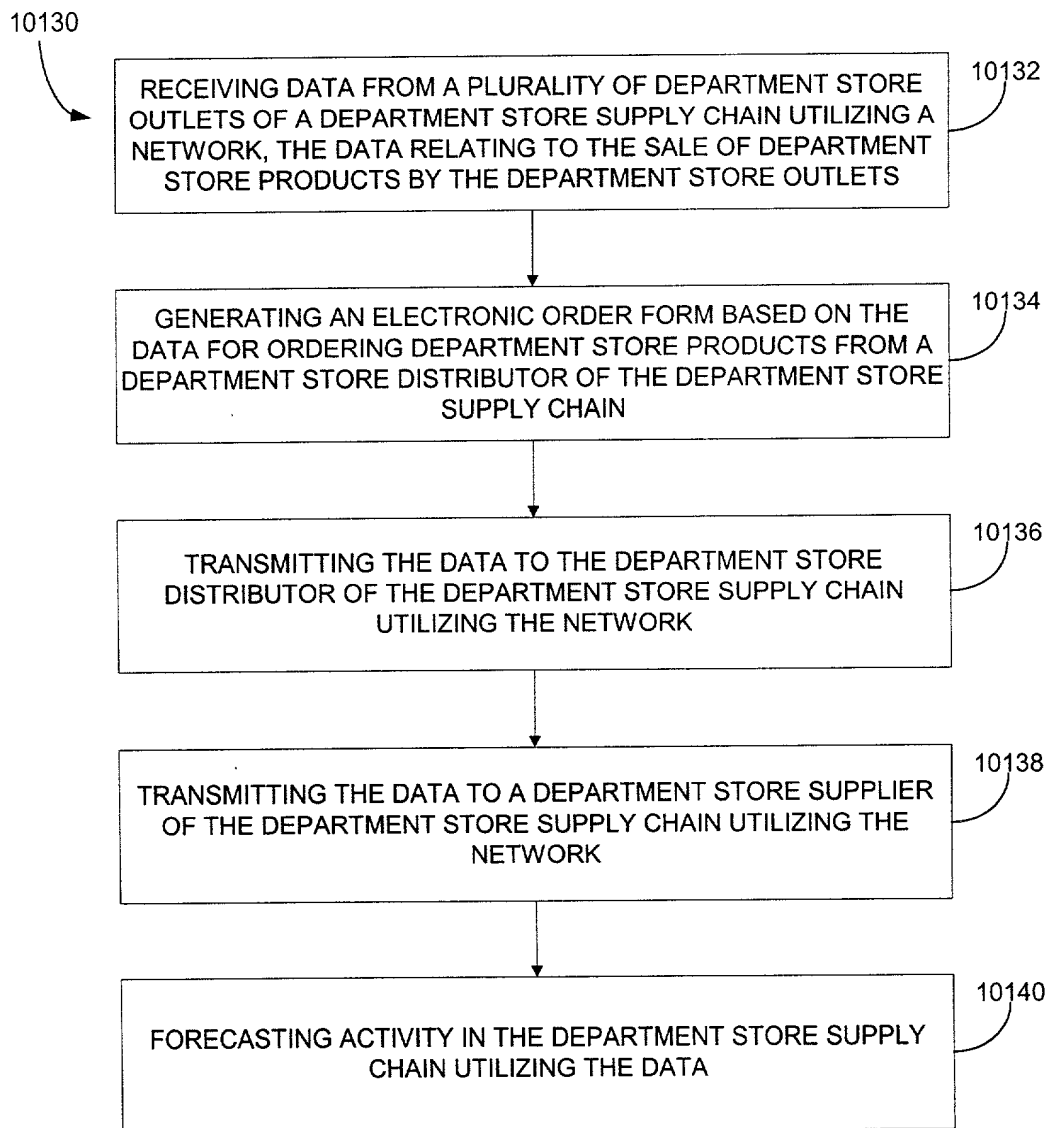 10130
10132
RECEIVING DATA FROM A PLURALITY OF DEPARTMENT STORE
OUTLETS OF A DEPARTMENT STORE SUPPLY CHAIN UTILIZING A
NETWORK, THE DATA RELATING TO THE SALE OF DEPARTMENT
STORE PRODUCTS BY THE DEPARTMENT STORE OUTLETS
10134
GENERATING AN ELECTRONIC ORDER FORM BASED ON THE
DATA FOR ORDERING DEPARTMENT STORE PRODUCTS FROM A
DEPARTMENT STORE DISTRIBUTOR OF THE DEPARTMENT STORE
SUPPLY CHAIN
10136
TRANSMITTING THE DATA TO THE DEPARTMENT STORE
DISTRIBUTOR OF THE DEPARTMENT STORE SUPPLY CHAIN
UTILIZING THE NETWORK
10138
TRANSMITTING THE DATA TO A DEPARTMENT STORE SUPPLIER
OF THE DEPARTMENT STORE SUPPLY CHAIN UTILIZING THE
NETWORK
10140
FORECASTING ACTIVITY IN THE DEPARTMENT STORE SUPPLY
CHAIN UTILIZING THE DATA